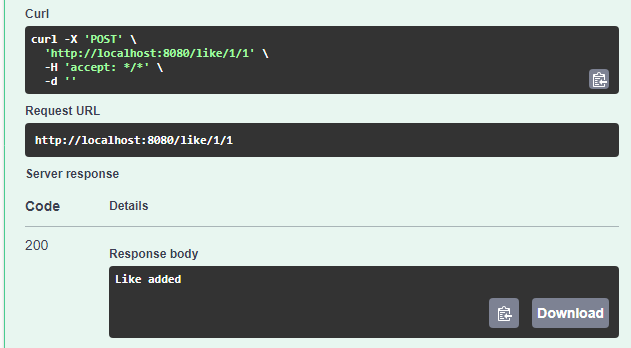 Curl
curl -X 'POST' \
  'http://localhost:8080/like/1/1' \
  -H 'accept: */*' \
  -d ''
Request URL
http://localhost:8080/like/1/1
Server response
Code Details
200
Response body
Like added
Download